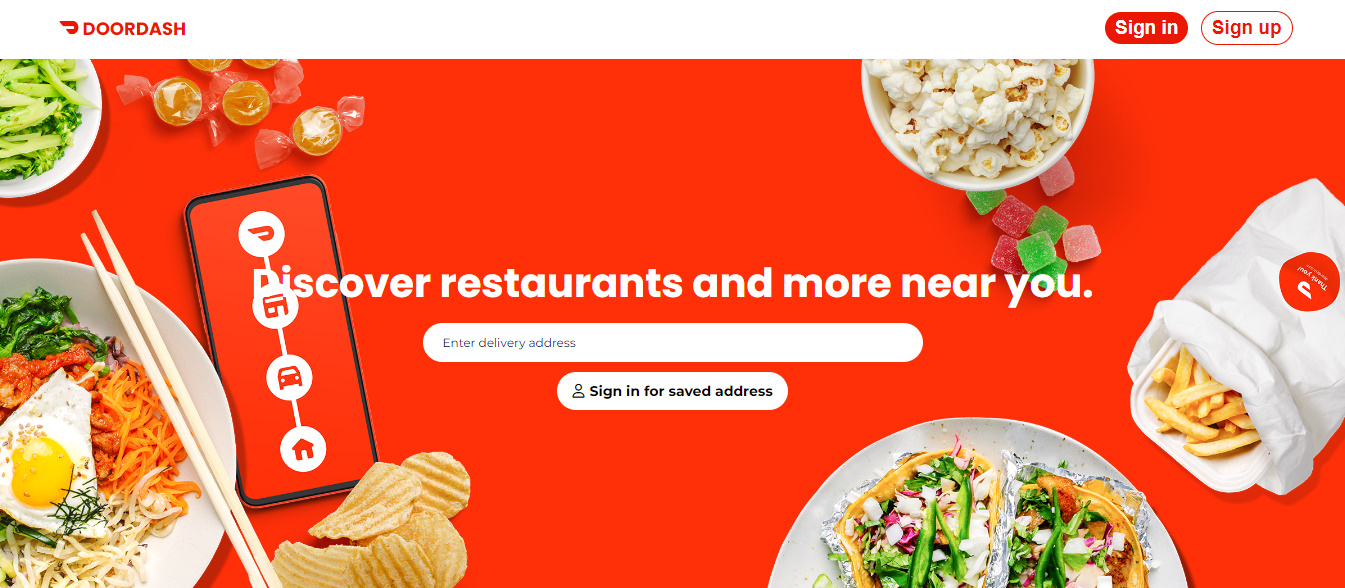 DOORDASH
Sign in
Sign up
Discover restaurants and more near you.
Enter delivery address
Sign in for saved address
Thank you!